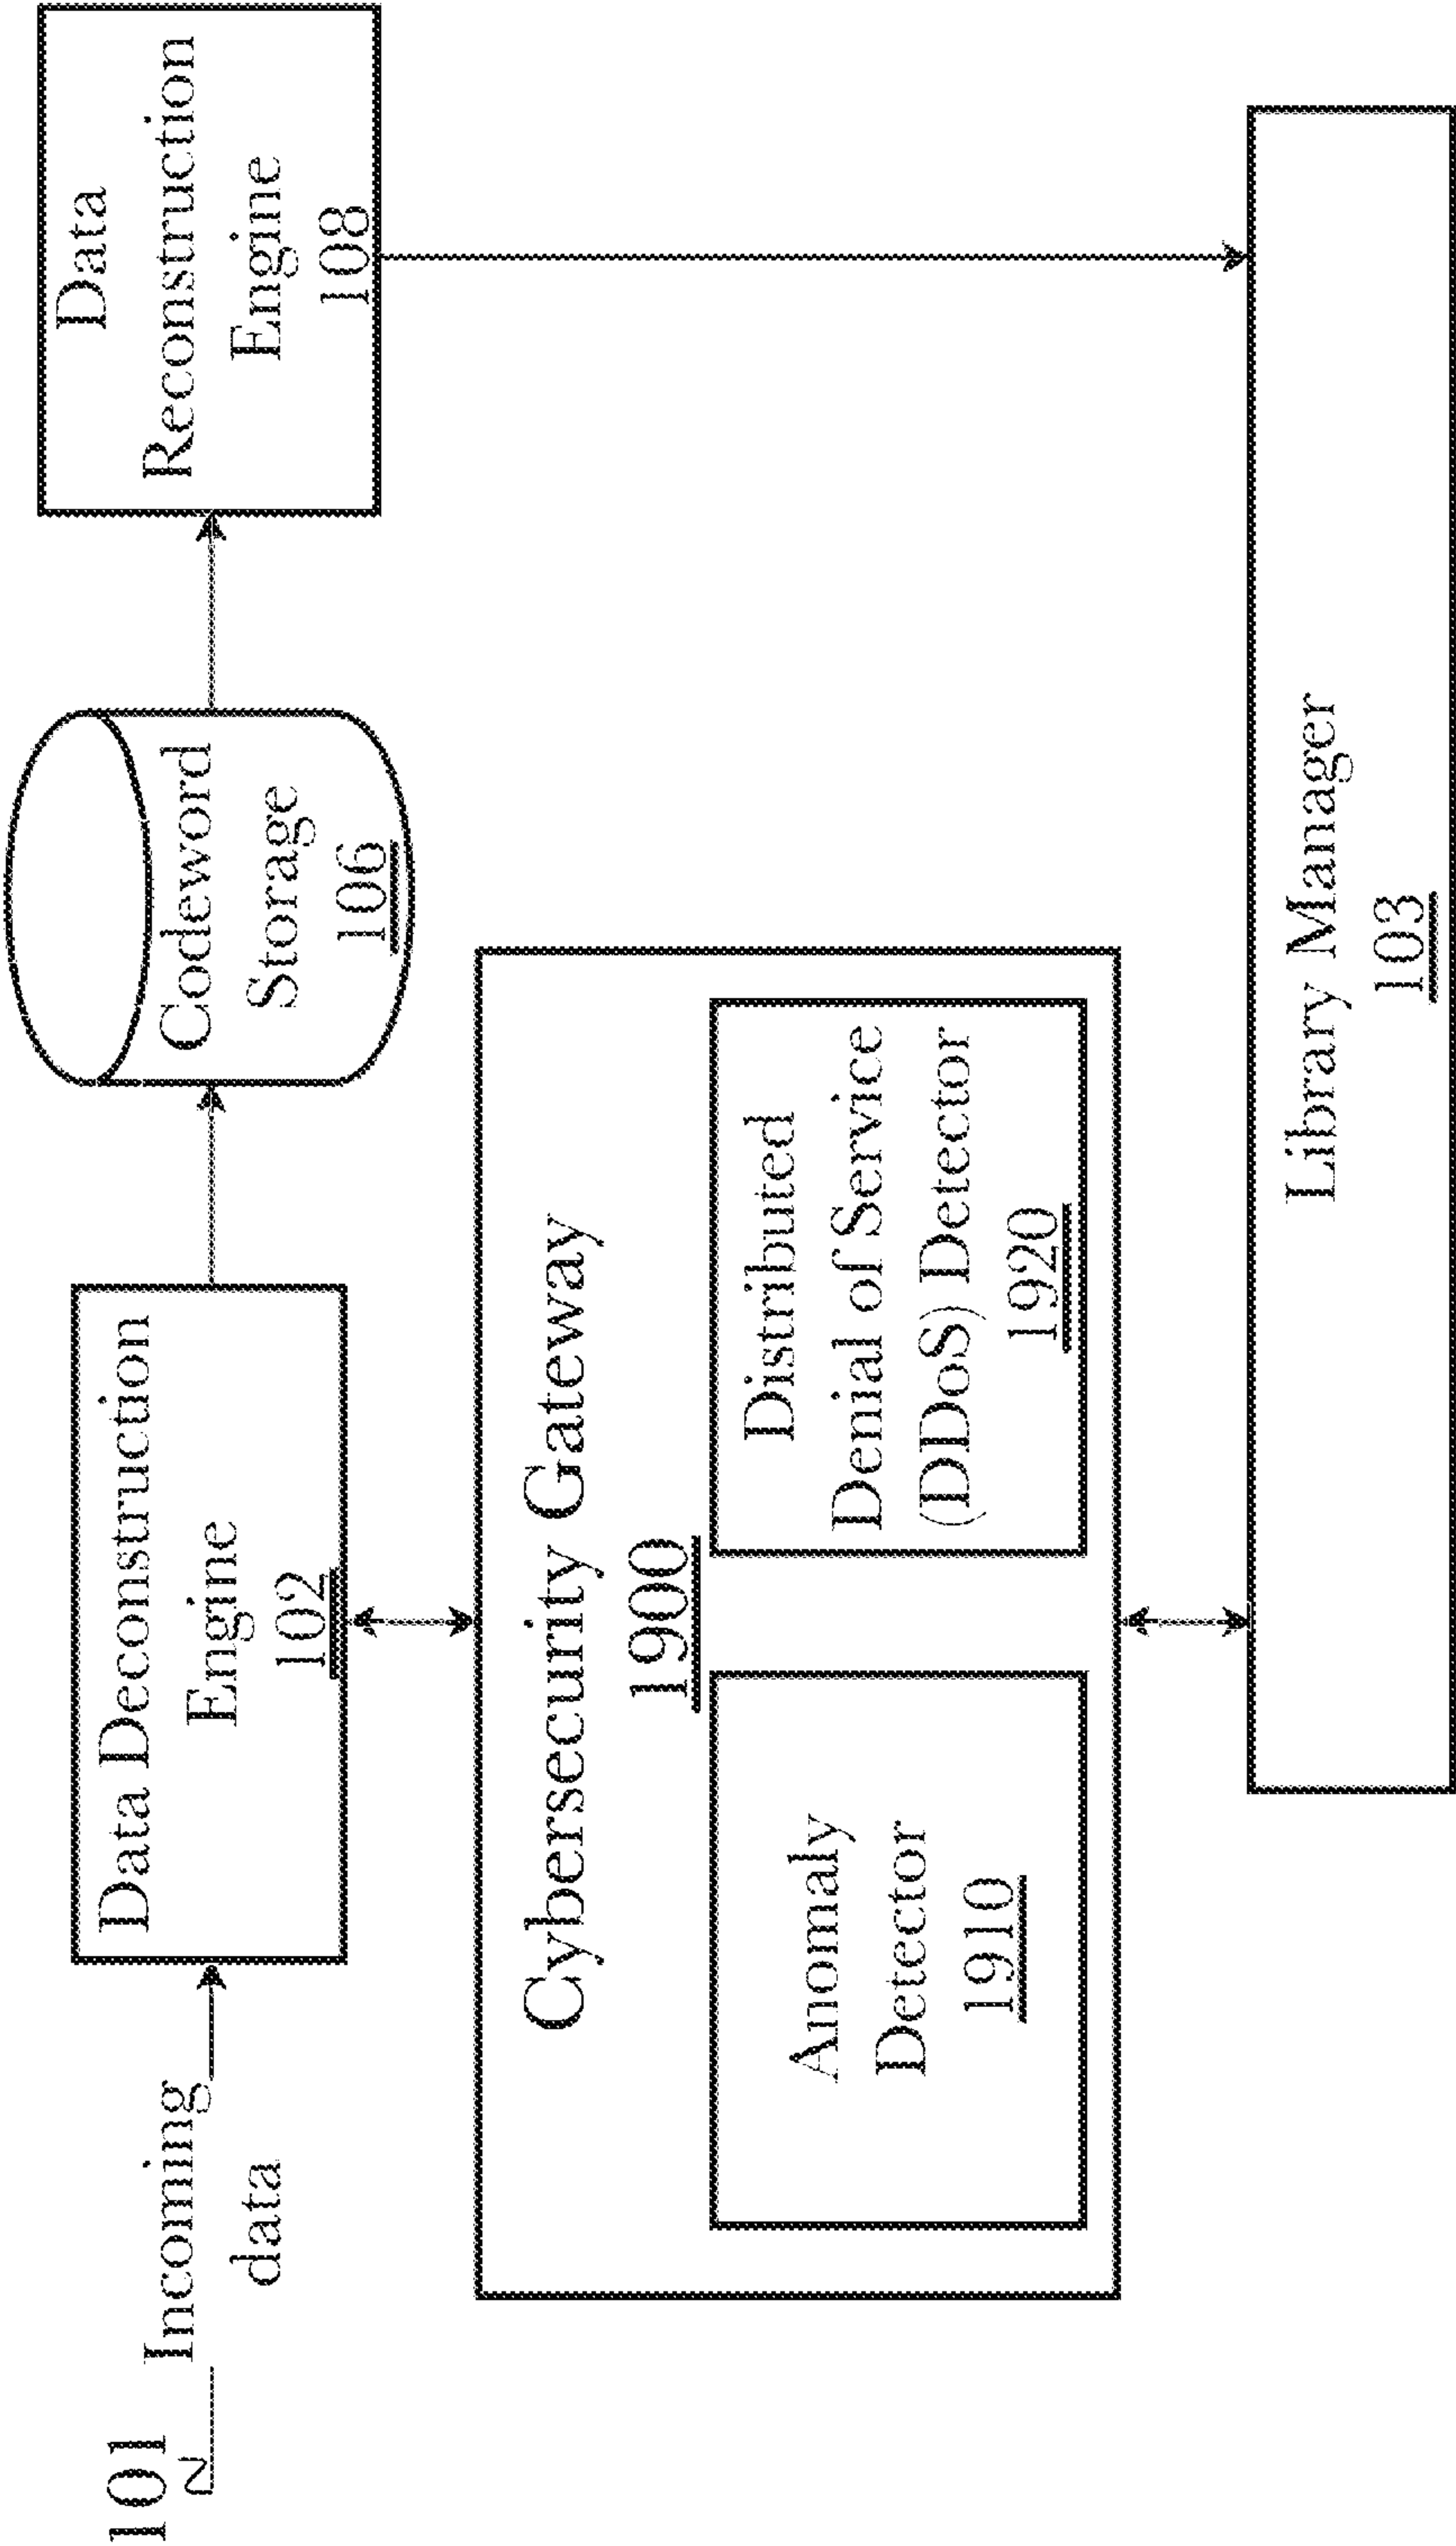 101
Incoming
data
Data Deconstruction
Engine
102
Codeword
Storage
106
Data
Reconstruction
Engine
108
Cybersecurity Gateway
1900
Anomaly
Detector
1910
Distributed
Denial of Service
(DDoS) Detector
1920
Library Manager
103